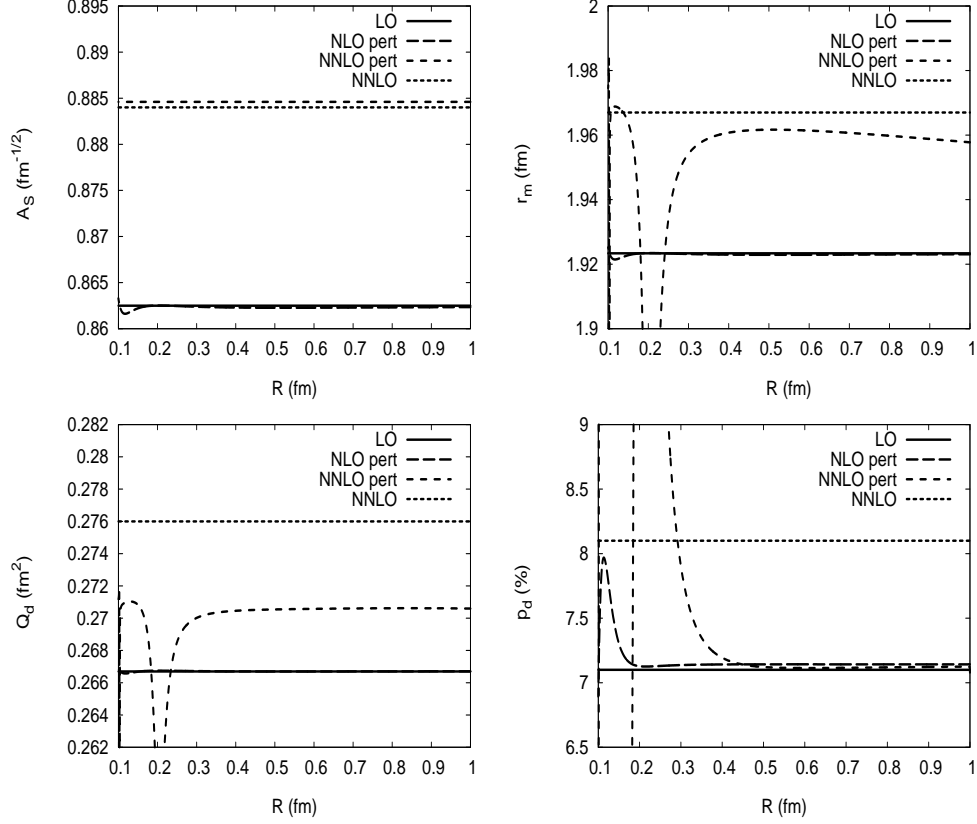 0.895
0.89
0.885
0.88
0.875
0.87
0.865
0.86
A_S (fm^{-1/2})
LO
NLO pert
NNLO pert
NNLO
0.1 0.2 0.3 0.4 0.5 0.6 0.7 0.8 0.9 1
R (fm)
2
1.98
1.96
1.94
1.92
1.9
r_m (fm)
LO
NLO pert
NNLO pert
NNLO
0.1 0.2 0.3 0.4 0.5 0.6 0.7 0.8 0.9 1
R (fm)
0.282
0.28
0.278
0.276
0.274
0.272
0.27
0.268
0.266
0.264
0.262
Q_d (fm^2)
LO
NLO pert
NNLO pert
NNLO
0.1 0.2 0.3 0.4 0.5 0.6 0.7 0.8 0.9 1
R (fm)
9
8.5
8
7.5
7
6.5
p_d (%)
LO
NLO pert
NNLO pert
NNLO
0.1 0.2 0.3 0.4 0.5 0.6 0.7 0.8 0.9 1
R (fm)